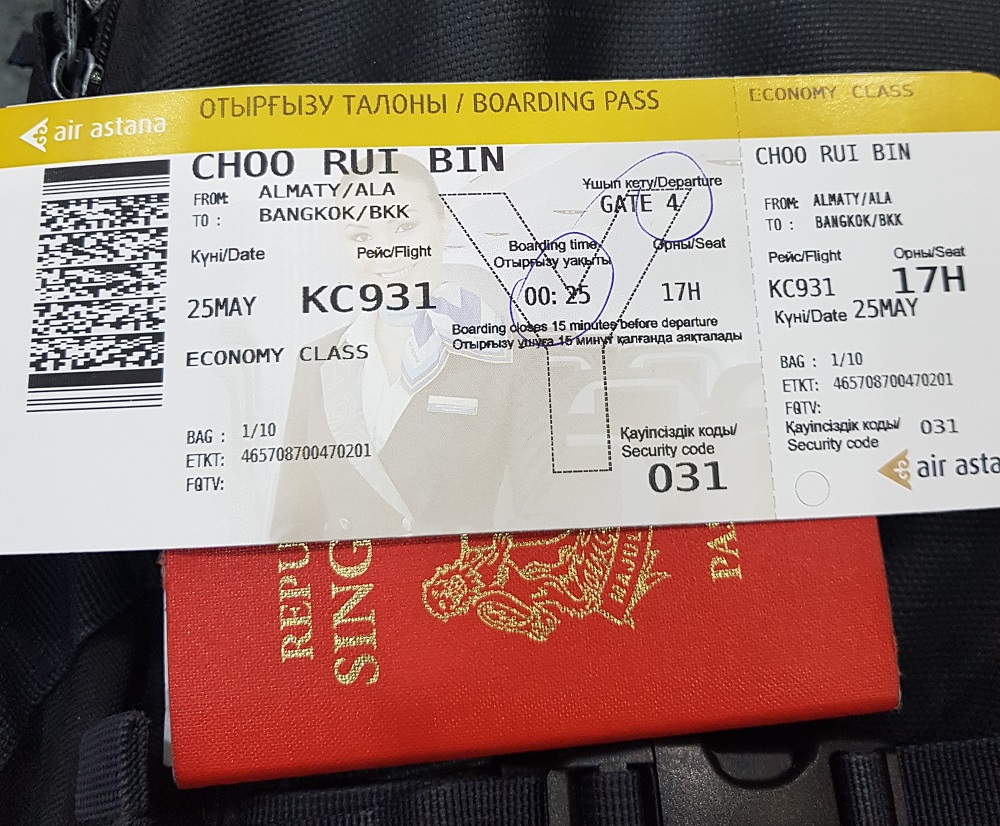 ОТЫРҒЫЗУ ТАЛОНЫ / BOARDING PASS
air astana
CHOO RUI BIN
FROM: ALMATY/ALA
TO : BANGKOK/BKK
Ұшып кету/Departure
GATE 4
Күні/Date
Рейс/Flight
Boarding time/
Отырғызу уақыты
Орны/Seat
25MAY
KC931
00: 25
17H
Boarding closes 15 minutes before departure
Отырғызу ұшуға 15 минут қалғанда аяқталады
ECONOMY CLASS
BAG : 1/10
ETKT: 465708700470201
FQTV:
Қауіпсіздік коды/
Security code
031
ECONOMY CLASS
CHOO RUI BIN
FROM: ALMATY/ALA
TO : BANGKOK/BKK
Рейс/Flight
Орны/Seat
KC931
17H
Күні/Date 25MAY
BAG : 1/10
ETKT: 465708700470201
FQTV:
Қауіпсіздік коды/
Security code
031
air asta
REPU
SING
PA